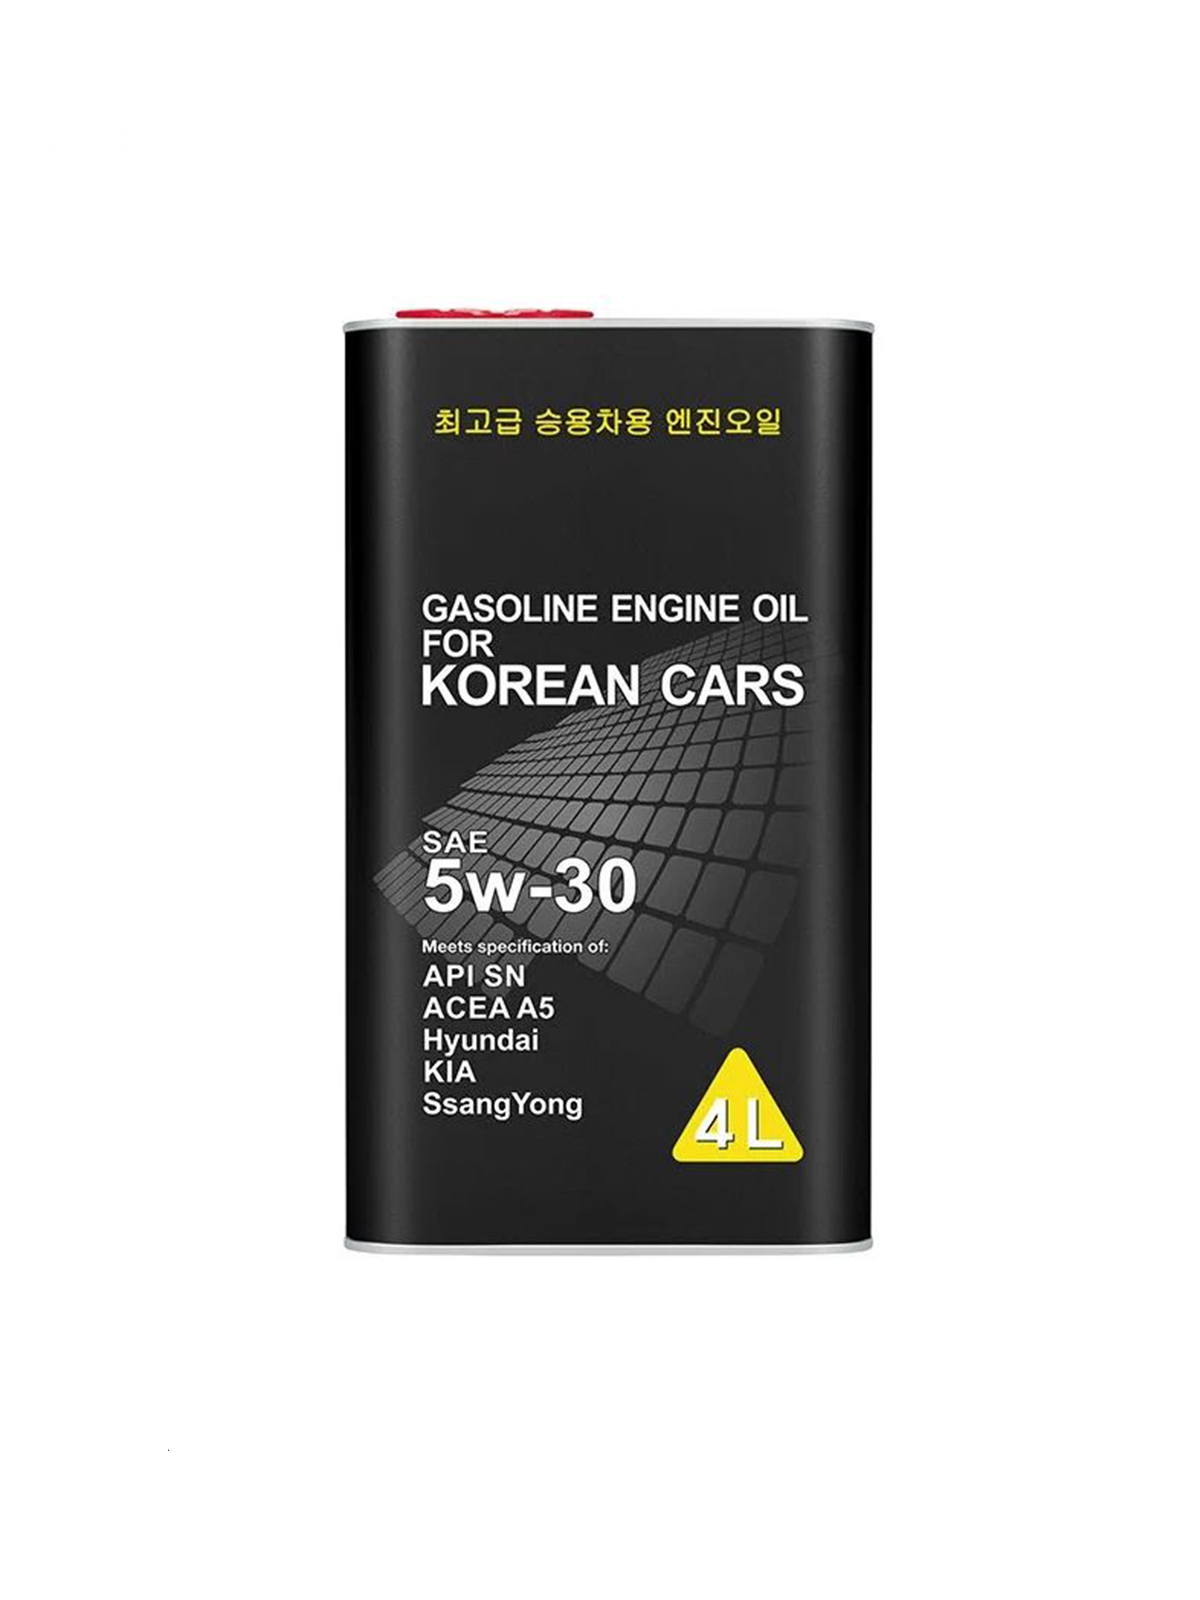 최고급 승용차용 엔진오일
GASOLINE ENGINE OIL
FOR
KOREAN CARS
SAE
5w-30
Meets specification of:
API SN
ACEA A5
Hyundai
KIA
SsangYong
4L